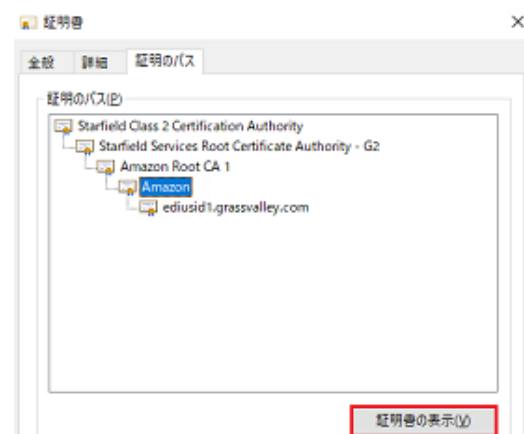 証明書
全般 詳細 証明のパス
証明のパス(P)
Starfield Class 2 Certification Authority
Starfield Services Root Certificate Authority - G2
Amazon Root CA 1
Amazon
ediusid1.grassvalley.com
証明書の表示(V)